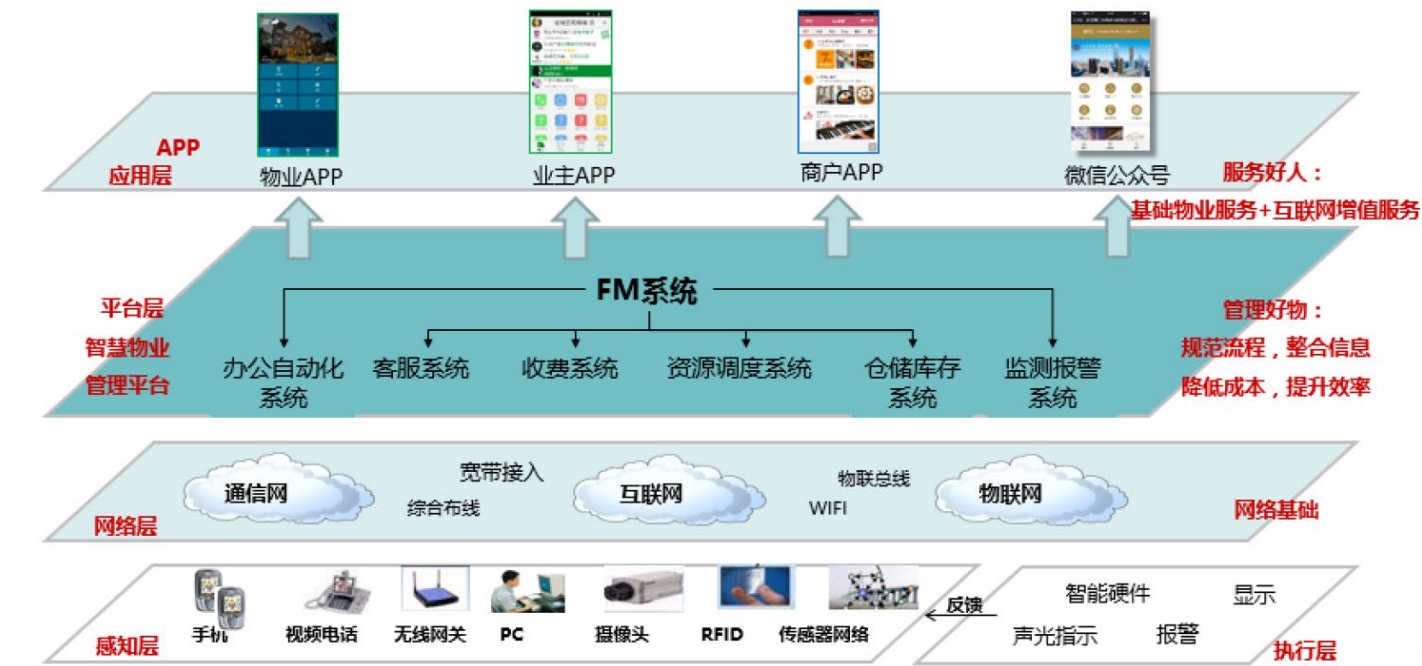 APP
应用层
物业APP
业主APP
商户APP
微信公众号
服务好人：
基础物业服务+互联网增值服务
平台层
智慧物业
管理平台
FM系统
办公自动化
系统
客服系统
收费系统
资源调度系统
仓储库存
系统
监测报警
系统
管理好物：
规范流程，整合信息
降低成本，提升效率
网络层
通信网
宽带接入
综合布线
互联网
物联总线
WIFI
物联网
网络基础
感知层
手机
视频电话
无线网关
PC
摄像头
RFID
传感器网络
反馈
智能硬件
显示
声光指示
报警
执行层